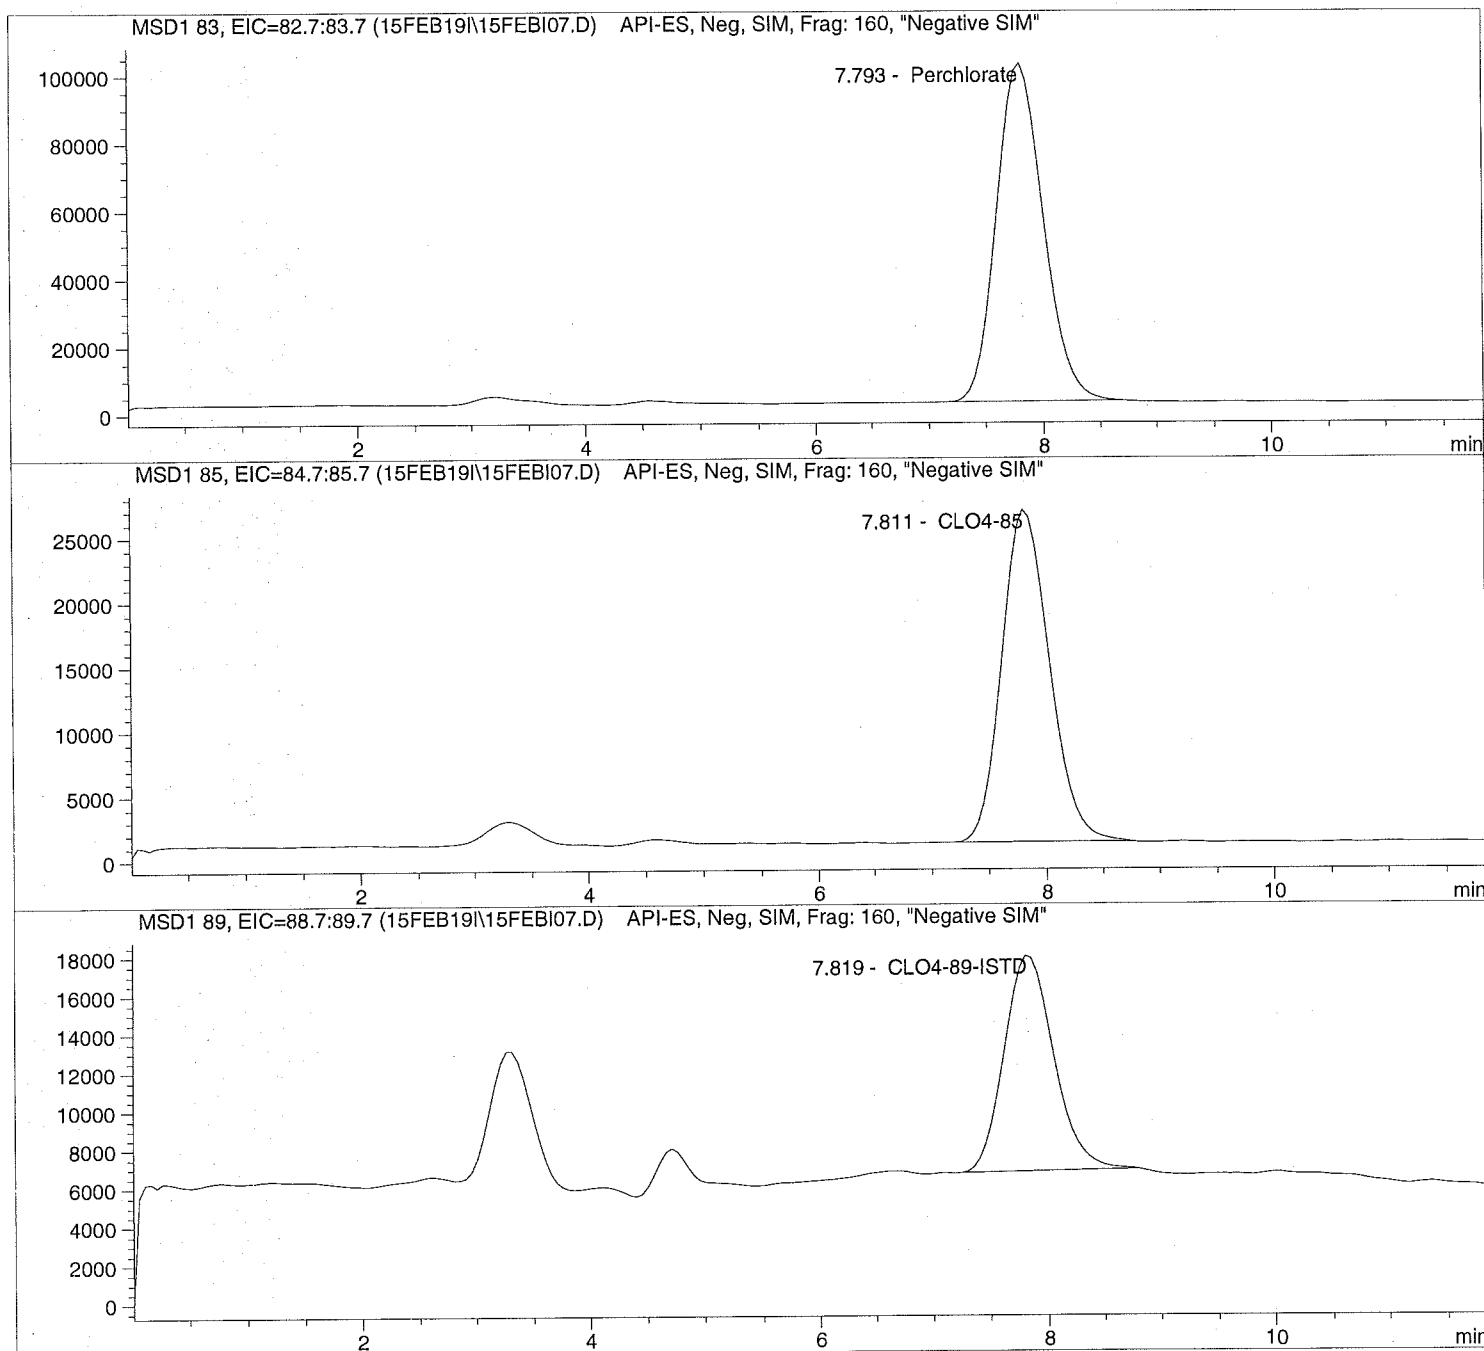 MSD1 83, EIC=82.7:83.7 (15FEB19I\15FEBI07.D) API-ES, Neg, SIM, Frag: 160, "Negative SIM"
7.793 - Perchlorate
100000
80000
60000
40000
20000
0
2 4 6 8 10 min
MSD1 85, EIC=84.7:85.7 (15FEB19I\15FEBI07.D) API-ES, Neg, SIM, Frag: 160, "Negative SIM"
7.811 - CLO4-85
25000
20000
15000
10000
5000
0
2 4 6 8 10 min
MSD1 89, EIC=88.7:89.7 (15FEB19I\15FEBI07.D) API-ES, Neg, SIM, Frag: 160, "Negative SIM"
7.819 - CLO4-89-ISTD
18000
16000
14000
12000
10000
8000
6000
4000
2000
0
2 4 6 8 10 min